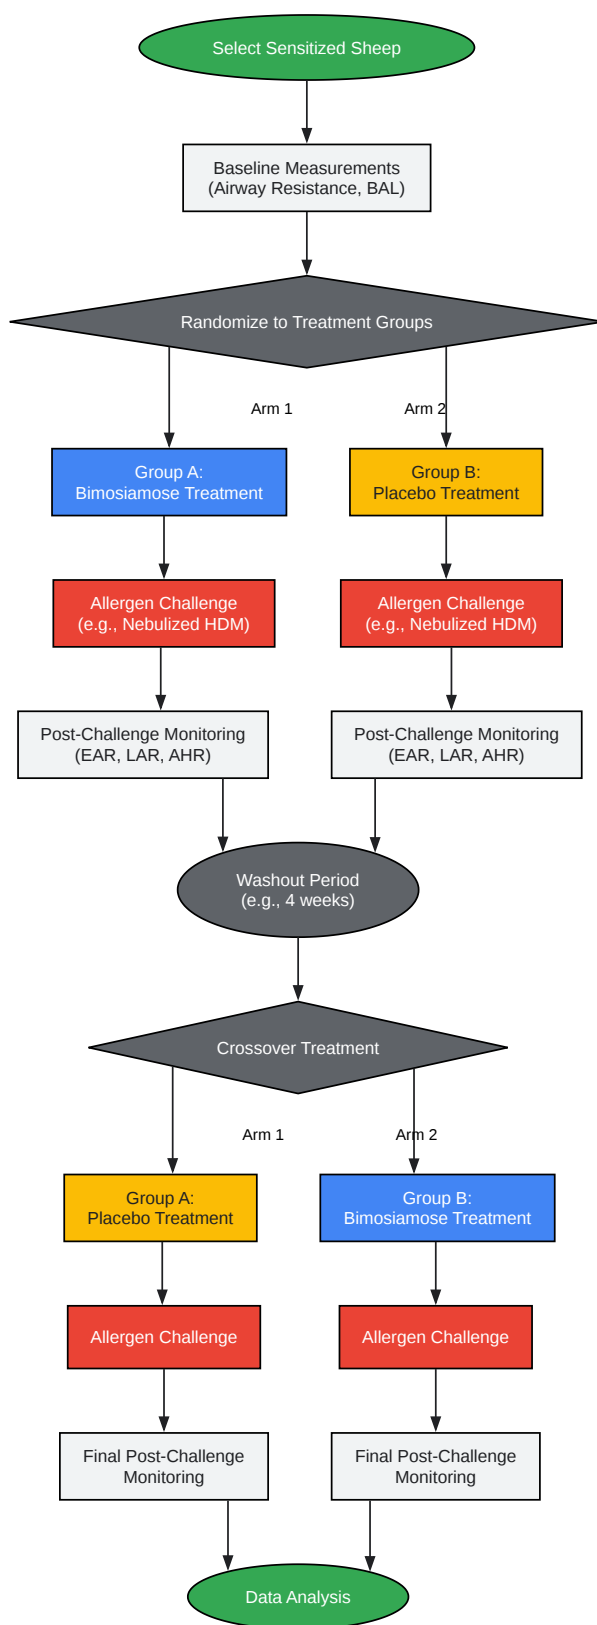 Select Sensitized Sheep
Baseline Measurements
(Airway Resistance, BAL)
Randomize to Treatment Groups
Arm 1
Arm 2
Group A:
Bimosiamose Treatment
Group B:
Placebo Treatment
Allergen Challenge
(e.g., Nebulized HDM)
Allergen Challenge
(e.g., Nebulized HDM)
Post-Challenge Monitoring
(EAR, LAR, AHR)
Post-Challenge Monitoring
(EAR, LAR, AHR)
Washout Period
(e.g., 4 weeks)
Crossover Treatment
Arm 1
Arm 2
Group A:
Placebo Treatment
Group B:
Bimosiamose Treatment
Allergen Challenge
Allergen Challenge
Final Post-Challenge
Monitoring
Final Post-Challenge
Monitoring
Data Analysis